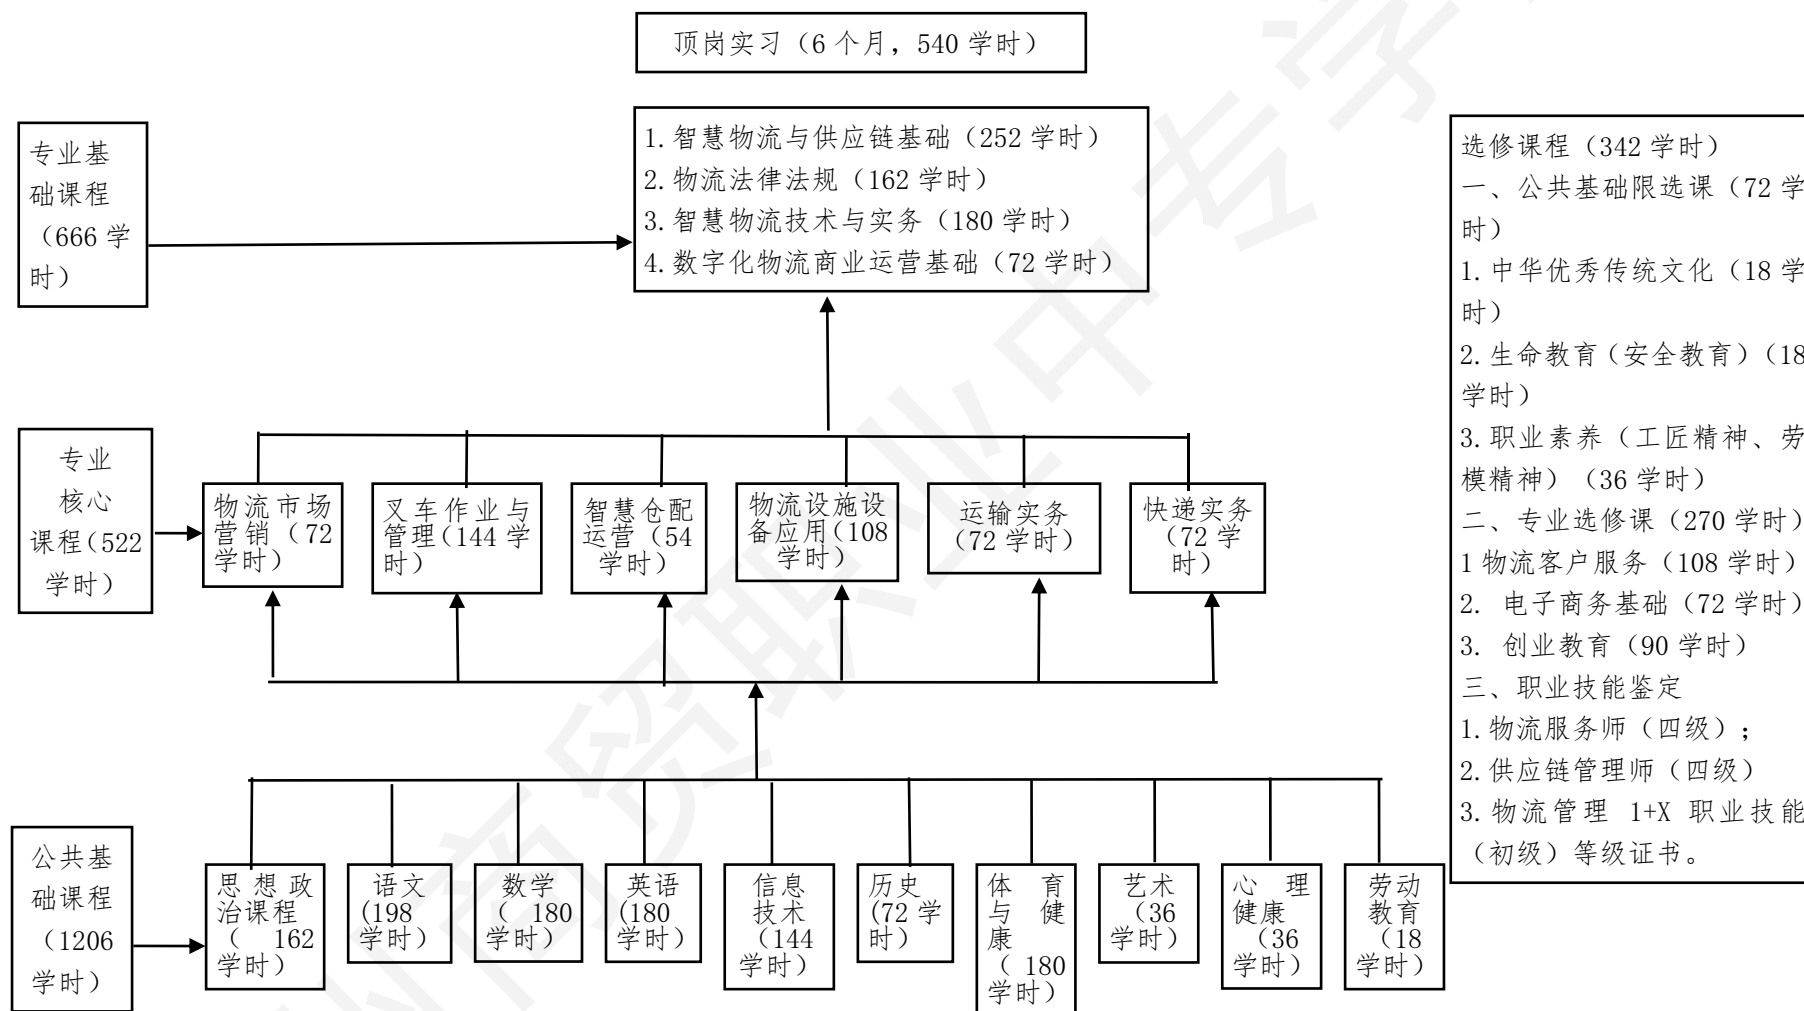 顶岗实习（6个月，540学时）
专业基
础课程
（666学
时）
1.智慧物流与供应链基础（252学时）
2.物流法律法规（162学时）
3.智慧物流技术与实务（180学时）
4.数字化物流商业运营基础（72学时）
专业
核心
课程(522
学时）
物流市场
营销（72
学时）
叉车作业与
管理(144学
时）
智慧仓配
运营（54
学时）
物流设施设
备应用(108
学时）
运输实务
（72学时）
快递实务
（72学
时）
公共基
础课程
（1206
学时）
思想政
治课程
（ 162
学时）
语文
(198
学时）
数学
（ 180
学时）
英语
(180
学时）
信息
技术
（144
学时）
历史
(72学
时）
体 育
与 健
康
（ 180
学时）
艺术
（36
学时）
心 理
健康
（36
学时）
劳动
教育
（18
学时）
选修课程（342学时）
一、公共基础限选课（72学
时）
1.中华优秀传统文化（18学
时）
2.生命教育（安全教育）（18
学时）
3.职业素养（工匠精神、劳
模精神）（36学时）
二、专业选修课（270学时）
1物流客户服务（108学时）
2. 电子商务基础（72学时）
3. 创业教育（90学时）
三、职业技能鉴定
1.物流服务师（四级）；
2.供应链管理师（四级）
3.物流管理 1+X 职业技能
（初级）等级证书。
州商贸职业中专学